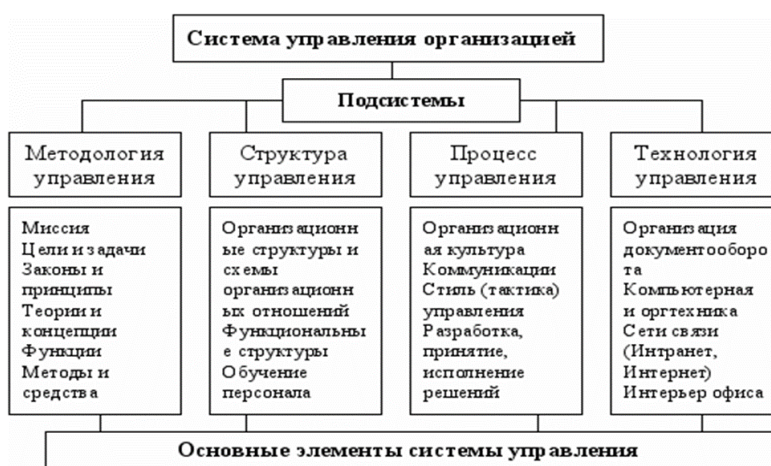 Система управления организацией
Подсистемы
Методология
управления
Структура
управления
Процесс
управления
Технология
управления
Миссия
Цели и задачи
Законы и
принципы
Теории и
концепции
Функции
Методы и
средства
Организационн
ые структуры и
схемы
организационн
ых отношений
Функциональны
е структуры
Обучение
персонала
Организационн
ая культура
Коммуникации
Стиль (тактика)
управления
Разработка,
принятие,
исполнение
решений
Организация
документооборо
та
Компьютерная
и оргтехника
Сети связи
(Интранет,
Интернет)
Интерьер офиса
Основные элементы системы управления